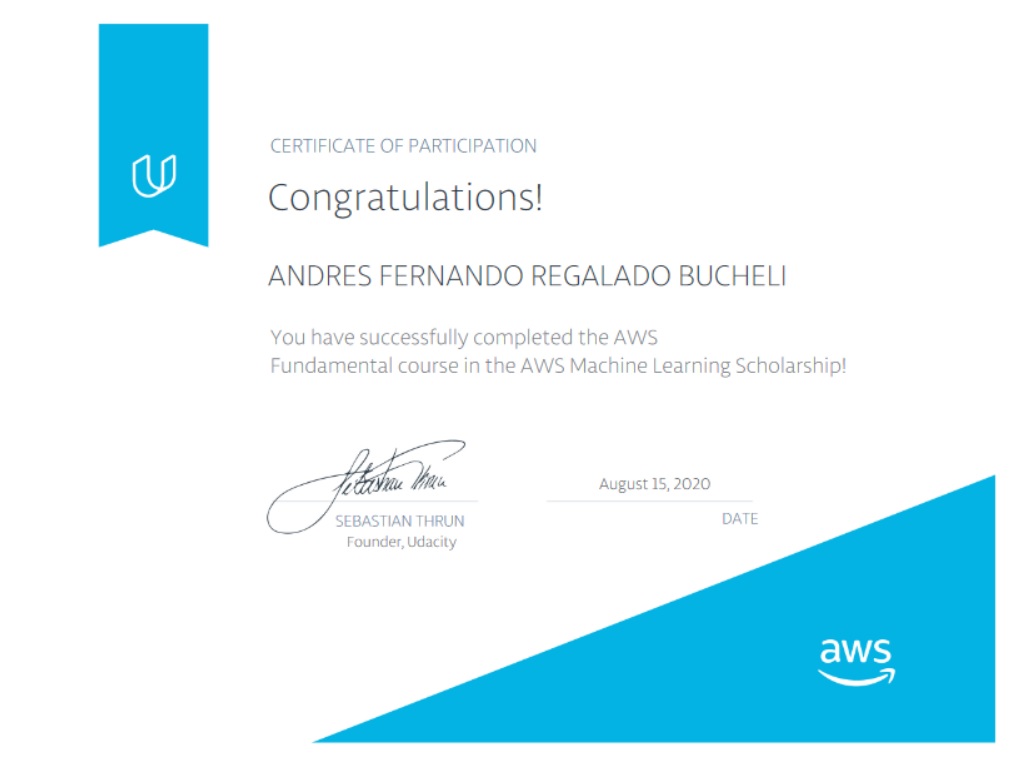 CERTIFICATE OF PARTICIPATION
Congratulations!
ANDRES FERNANDO REGALADO BUCHELI
You have successfully completed the AWS
Fundamental course in the AWS Machine Learning Scholarship!
Sebastian Thrun
August 15, 2020
SEBASTIAN THRUN
DATE
Founder, Udacity
aws